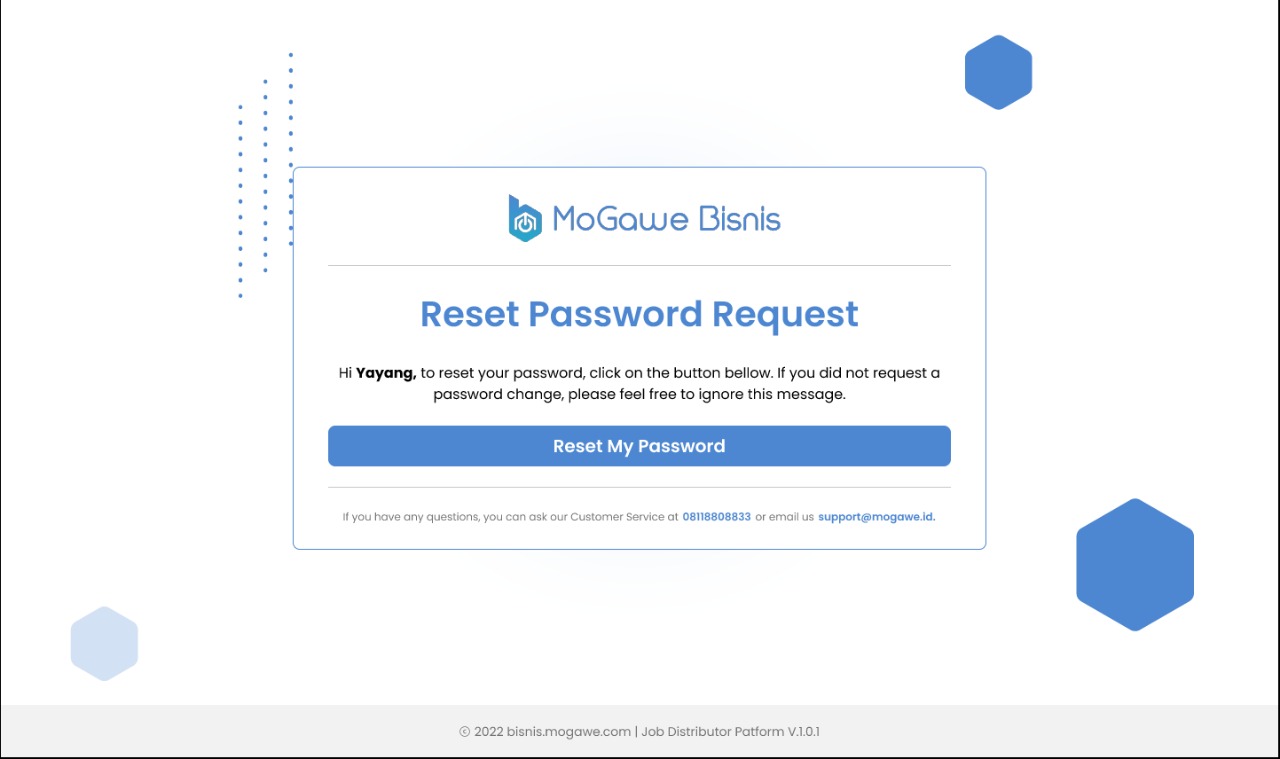 MoGawe Bisnis
Reset Password Request
Hi Yayang, to reset your password, click on the button bellow. If you did not request a
password change, please feel free to ignore this message.
Reset My Password
If you have any questions, you can ask our Customer Service at 08118808833 or email us support@mogawe.id.
© 2022 bisnis.mogawe.com | Job Distributor Patform V.1.0.1